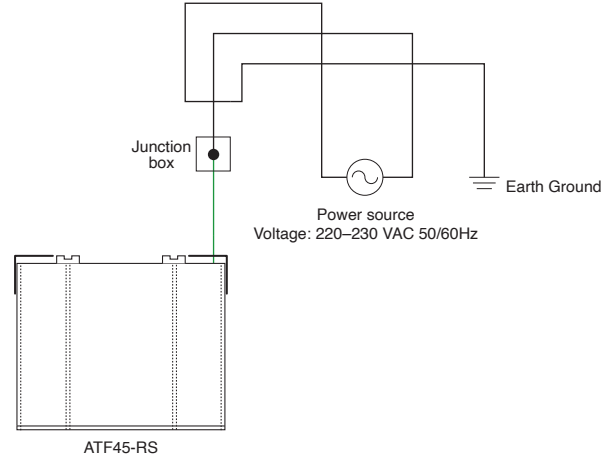 Junction
box
Earth Ground
Power source
Voltage: 220–230 VAC 50/60Hz
ATF45-RS